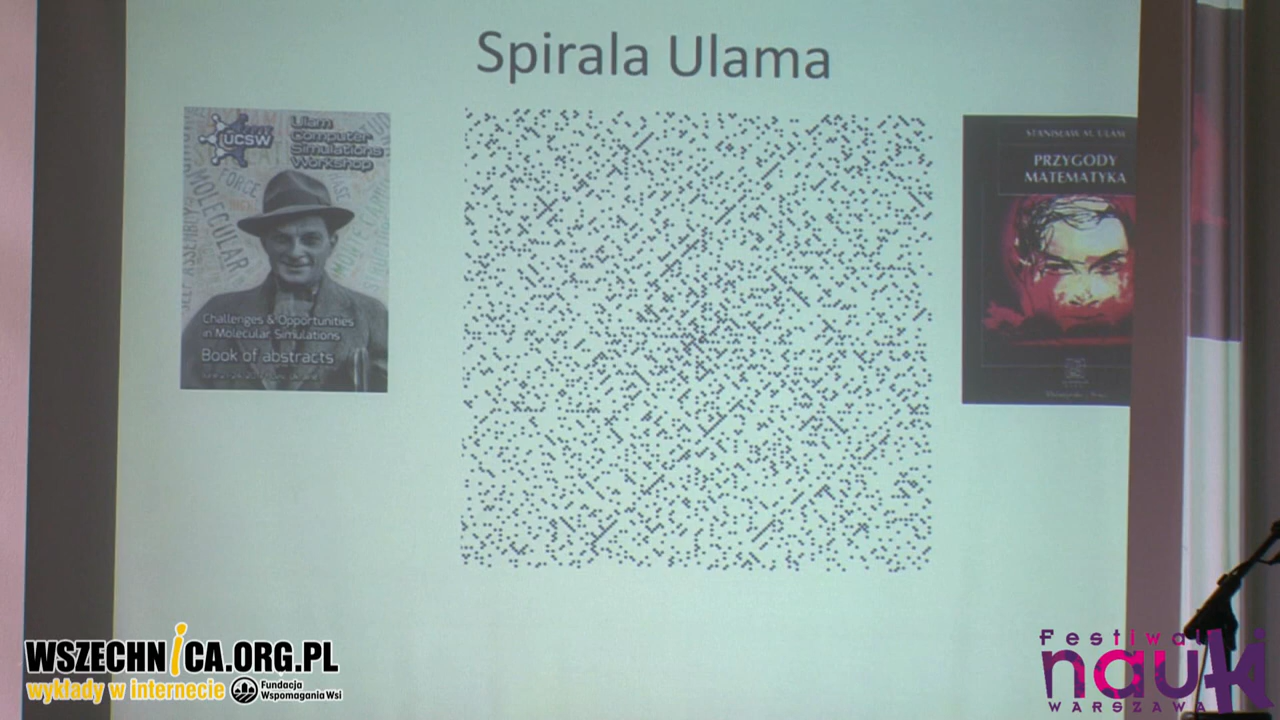 Spirala Ulama
UCSW
Ulam
Computer
Simulations
Workshop
FORCE
MOLECULAR
Challenges & Opportunities
in Molecular Simulations
Book of abstracts
STANISŁAW M. ULAM
PRZYGODY
MATEMATYKA
WSZECHNICA.ORG.PL
wykłady w internecie
Fundacja
Wspomagania Wsi
Festiwal
nauki
WARSZAWA